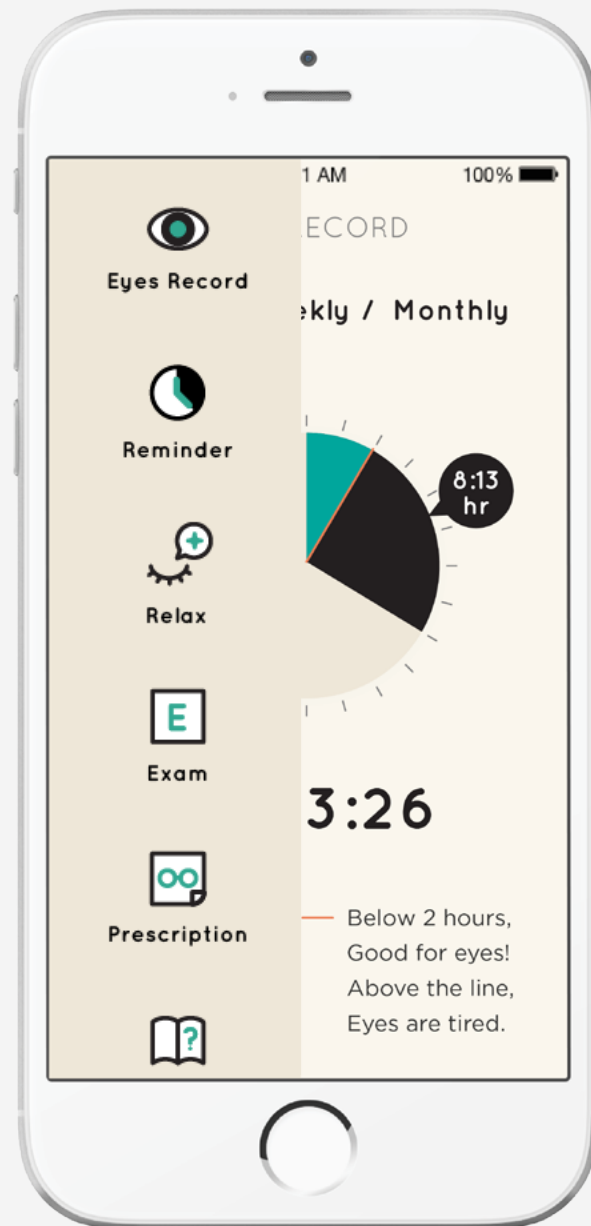 1 AM
100%
ECORD
Eyes Record
ekly / Monthly
Reminder
8:13
hr
Relax
E
Exam
3:26
Prescription
Below 2 hours,
Good for eyes!
Above the line,
Eyes are tired.
?